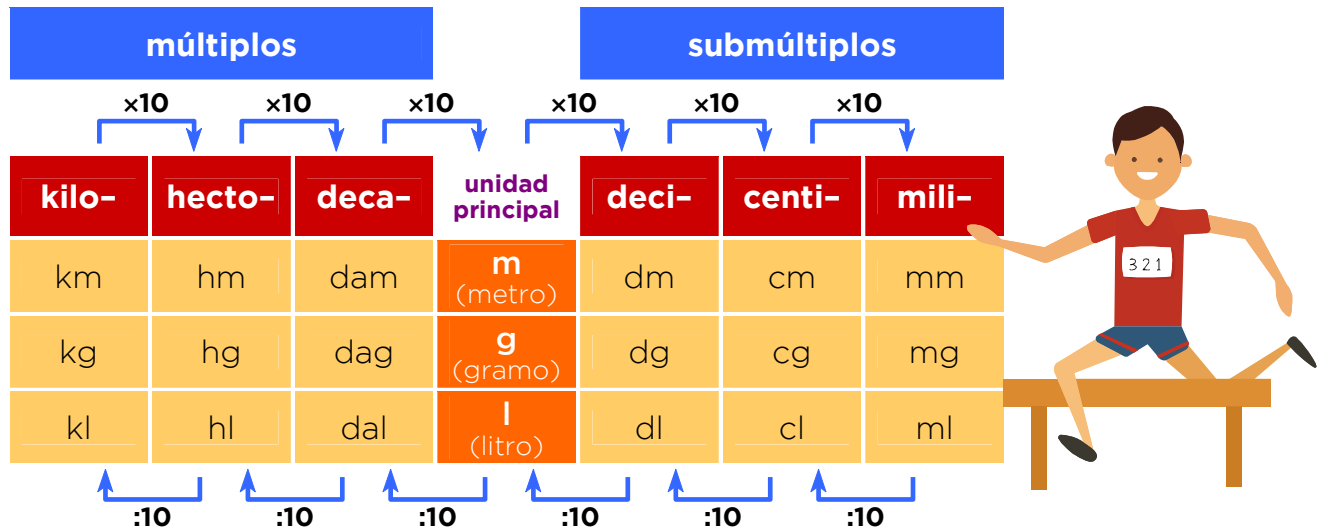 múltiplos submúltiplos
×10 ×10 ×10 ×10 ×10 ×10
kilo– hecto– deca– unidad principal deci– centi– mili–
km hm dam m (metro) dm cm mm
kg hg dag g (gramo) dg cg mg
kl hl dal l (litro) dl cl ml
:10 :10 :10 :10 :10 :10
321